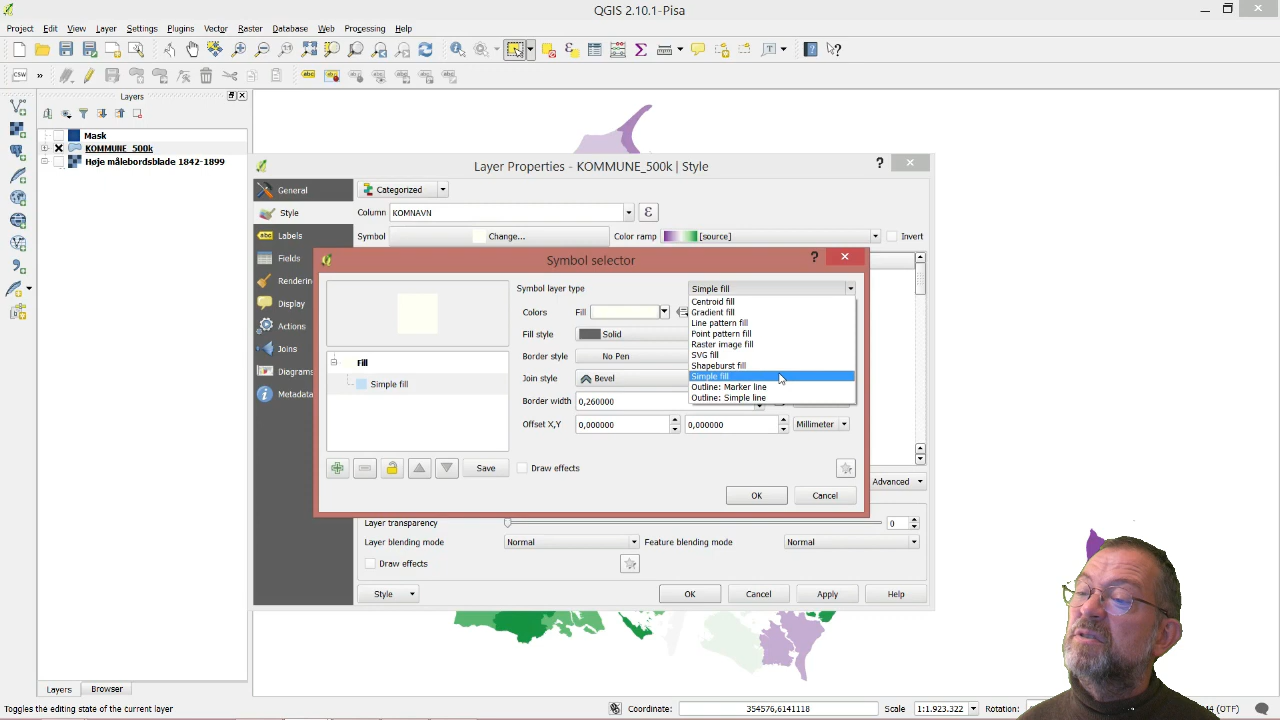 QGIS 2.10.1-Pisa
Project Edit View Layer Settings Plugins Vector Raster Database Web Processing Help
CSW »
Layers
Mask
KOMMUNE_500k
Høje målebordsblade 1842-1899
Layer Properties - KOMMUNE_500k | Style
General
Style
Labels
Fields
Rendering
Display
Actions
Joins
Diagrams
Metadata
Categorized
Column KOMNAVN
Symbol Change... Color ramp [source] Invert
Symbol selector
Symbol layer type Simple fill
Colors Fill
Fill style Solid
Border style No Pen
Join style Bevel
Border width 0,260000
Offset X,Y 0,000000 0,000000 Millimeter
Centroid fill
Gradient fill
Line pattern fill
Point pattern fill
Raster image fill
SVG fill
Shapeburst fill
Simple fill
Outline: Marker line
Outline: Simple line
Fill
Simple fill
Save Draw effects
OK Cancel
Advanced
Layer transparency 0
Layer blending mode Normal Feature blending mode Normal
Draw effects
Style OK Cancel Apply Help
Layers Browser
Toggles the editing state of the current layer Coordinate: 354576,6141118 Scale 1:1.923.322 Rotation: (OTF)